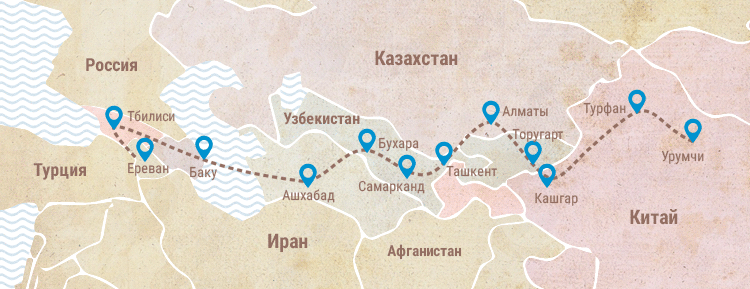 Россия
Казахстан
Тбилиси
Узбекистан
Алматы
Турфан
Торугарт
Бухара
Ереван
Баку
Ташкент
Урумчи
Турция
Ашхабад
Самарканд
Кашгар
Китай
Иран
Афганистан